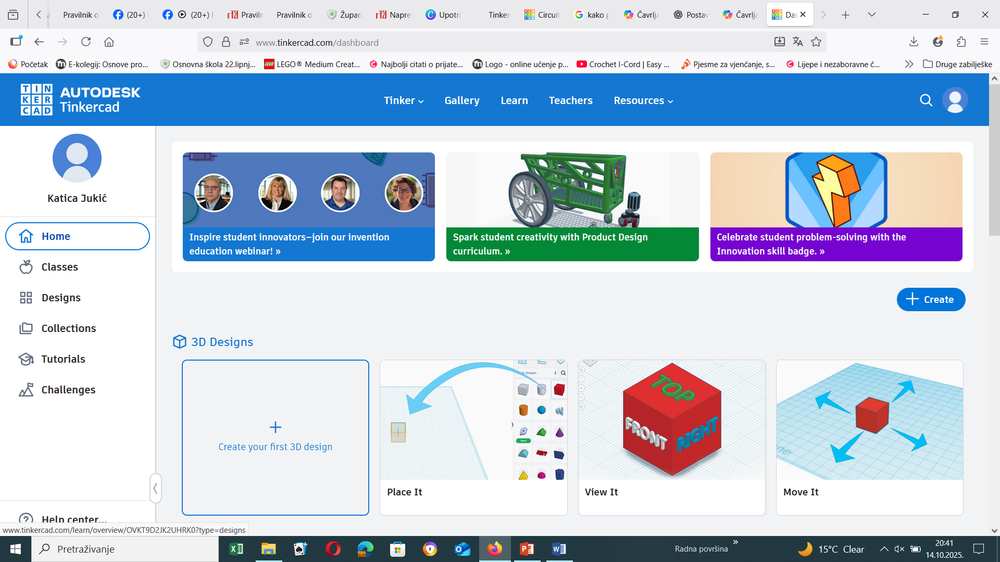 Pravilnik o
(20+)
(20+)
Praviln
Pravilnik o
Župan
Napre
Upotri
Tinker
Circuit
kako p
Čavrlja
Postav
Čavrlja
Das
www.tinkercad.com/dashboard
Početak
E-kolegij: Osnove pro...
Osnovna škola 22.lipnj...
LEGO® Medium Creat...
Najbolji citati o prijate...
Logo - online učenje p...
Crochet I-Cord | Easy ...
Pjesme za vjenčanje, s...
Lijepe i nezaboravne č...
Druge zabilješke
TINKERCAD
AUTODESK
Tinkercad
Tinker
Gallery
Learn
Teachers
Resources
Katica Jukić
Home
Classes
Designs
Collections
Tutorials
Challenges
Help center...
Inspire student innovators—join our invention
education webinar! »
Spark student creativity with Product Design
curriculum. »
Celebrate student problem-solving with the
Innovation skill badge. »
Create
3D Designs
Create your first 3D design
Shapes
New!
Place It
TOP
FRONT
RIGHT
View It
Move It
www.tinkercad.com/learn/overview/OVKT9D2JK2UHRK0?type=designs
Pretraživanje
Radna površina
15°C Clear
20:41
14.10.2025.